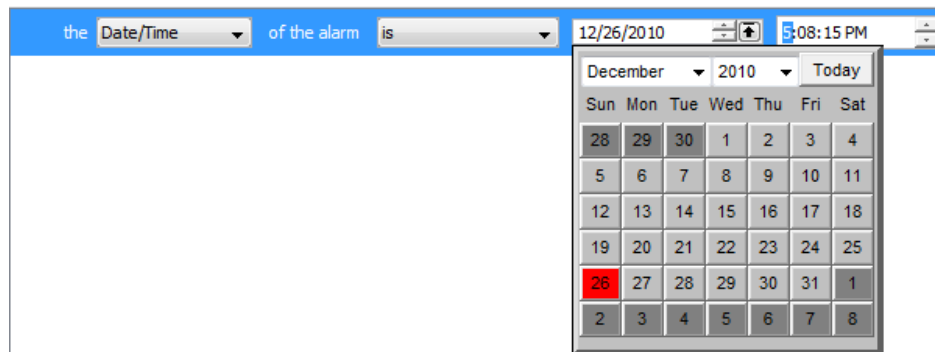 the Date/Time of the alarm is 12/26/2010 5:08:15 PM
December 2010 Today
Sun Mon Tue Wed Thu Fri Sat
28 29 30 1 2 3 4
5 6 7 8 9 10 11
12 13 14 15 16 17 18
19 20 21 22 23 24 25
26 27 28 29 30 31 1
2 3 4 5 6 7 8